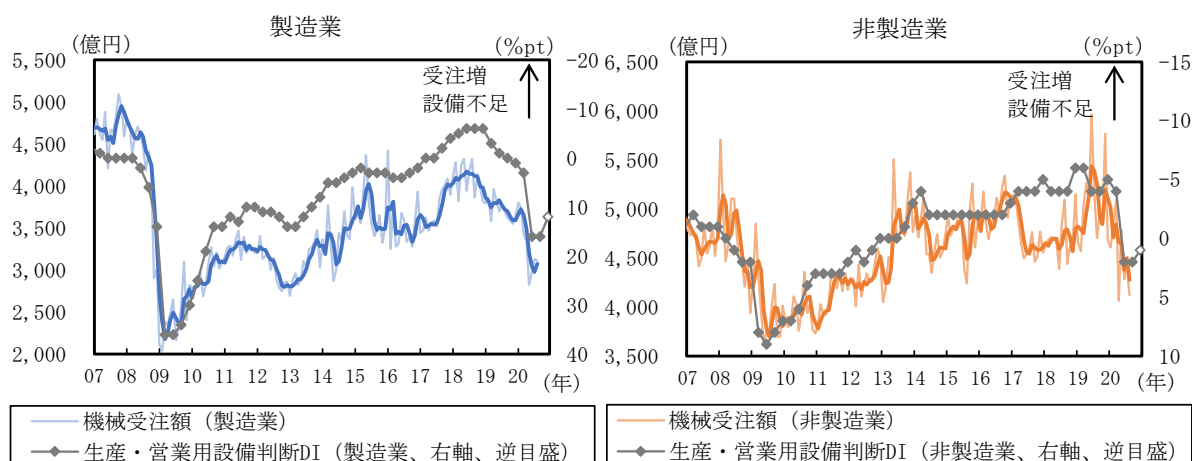 製造業
(億円)
(%pt)
5,500
5,000
4,500
4,000
3,500
3,000
2,500
2,000
-20
-10
0
10
20
30
40
受注増
設備不足
07 08 09 10 11 12 13 14 15 16 17 18 19 20
(年)
機械受注額（製造業）
生産・営業用設備判断DI（製造業、右軸、逆目盛）
非製造業
(億円)
(%pt)
6,500
6,000
5,500
5,000
4,500
4,000
3,500
-15
-10
-5
0
5
10
受注増
設備不足
07 08 09 10 11 12 13 14 15 16 17 18 19 20
(年)
機械受注額（非製造業）
生産・営業用設備判断DI（非製造業、右軸、逆目盛）